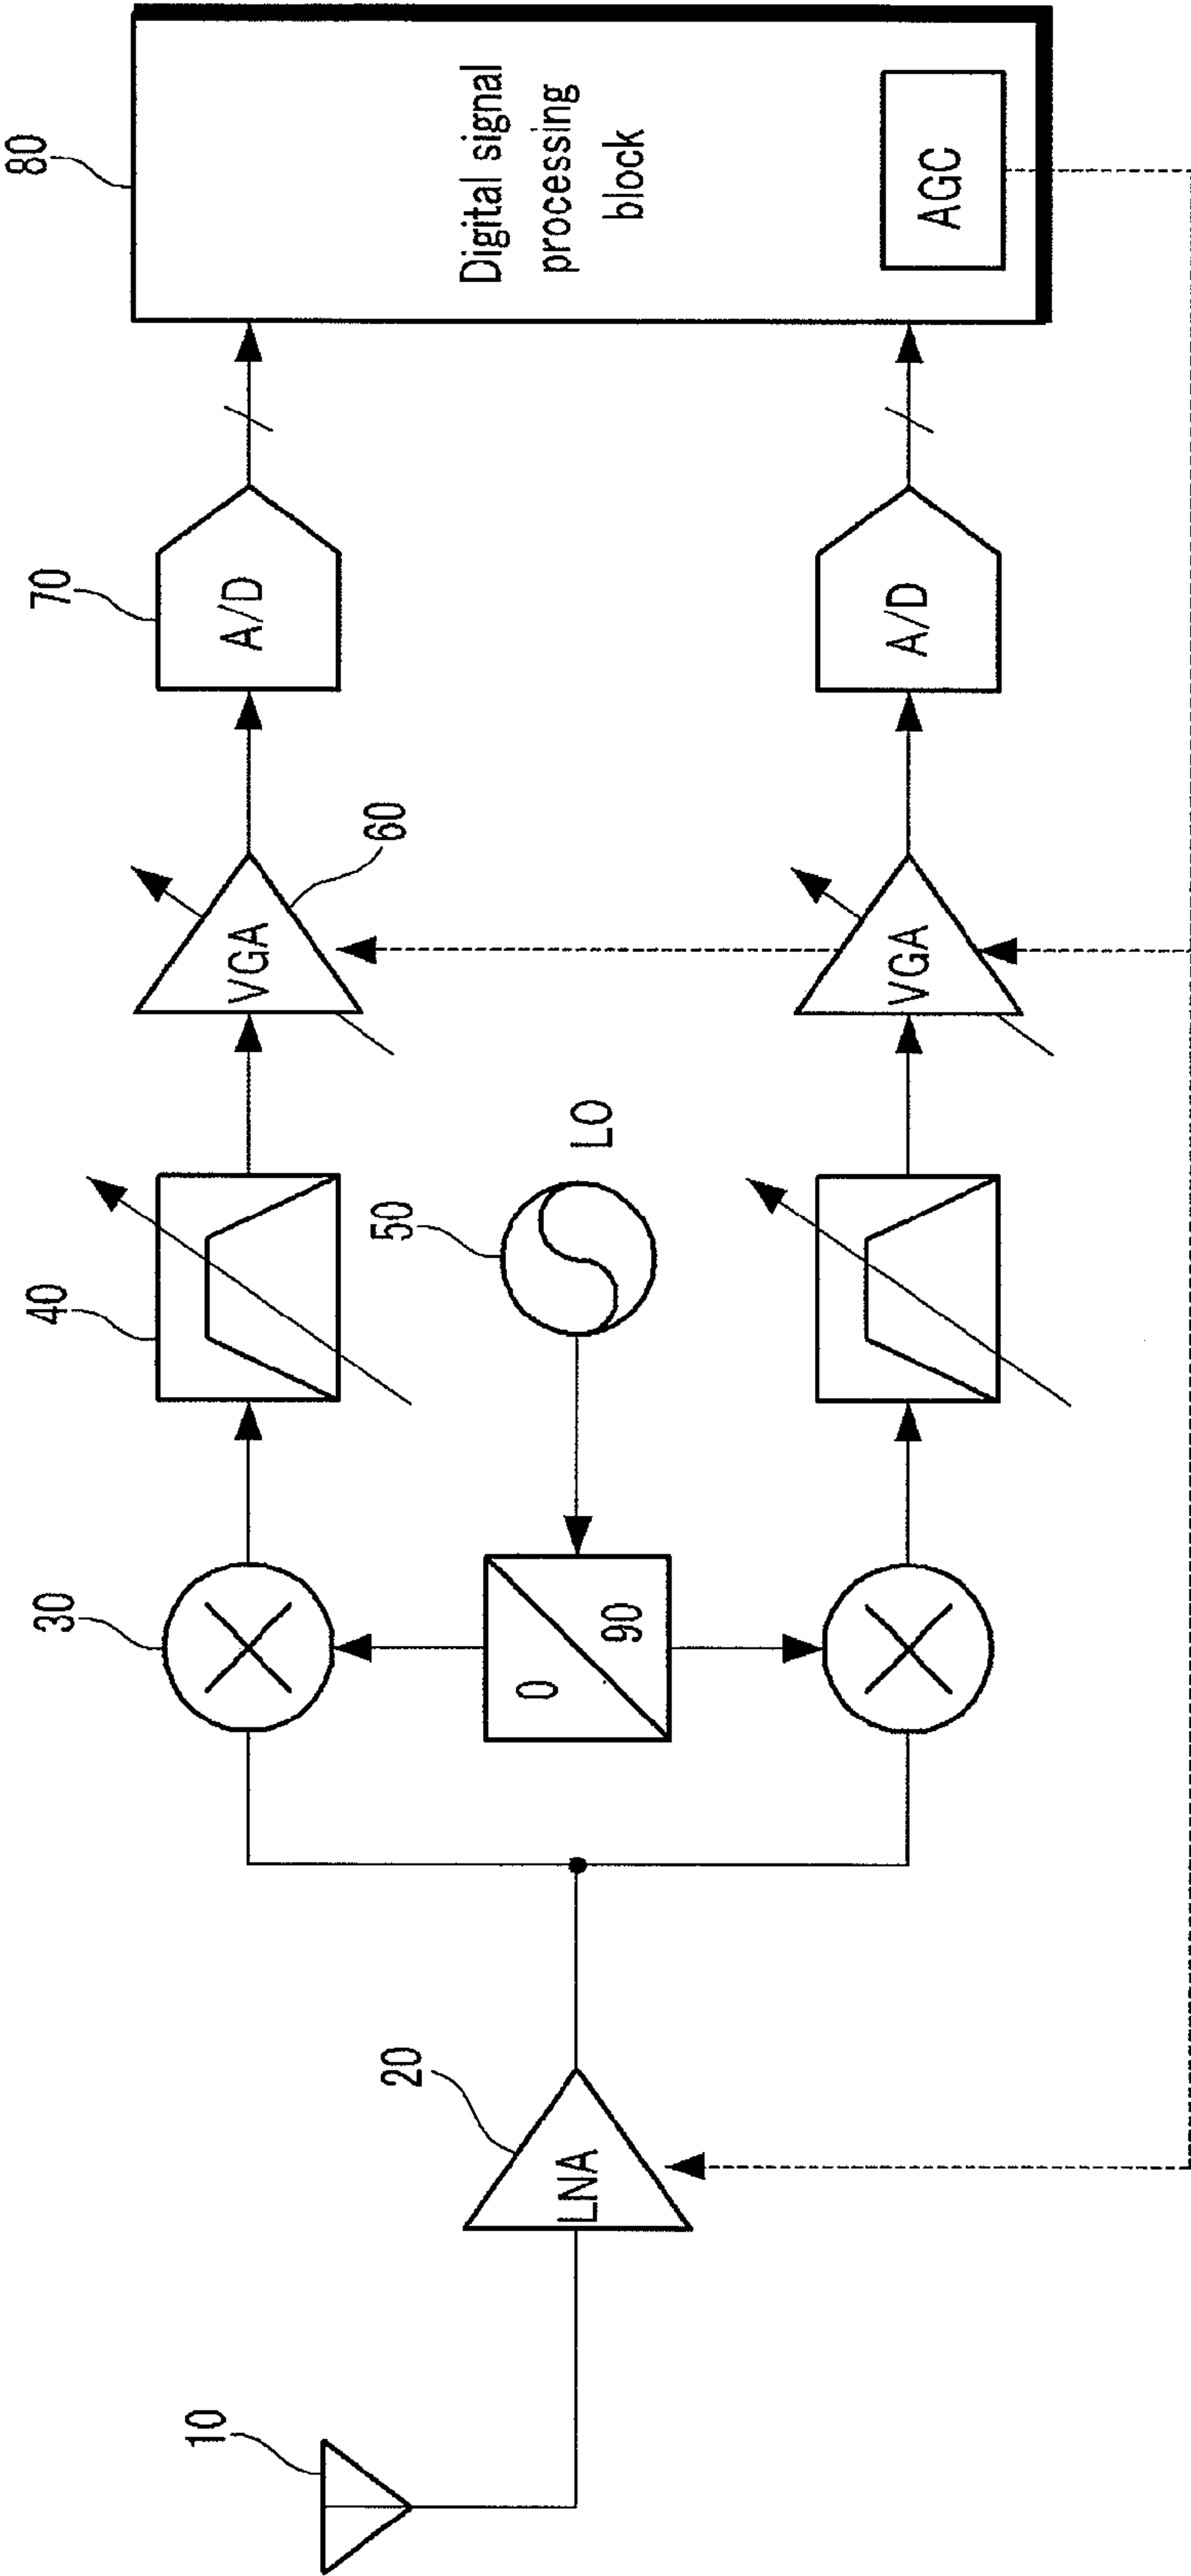 10
20
LNA
30
0
90
40
50
LO
60
VGA
VGA
70
A/D
A/D
80
Digital signal
processing
block
AGC